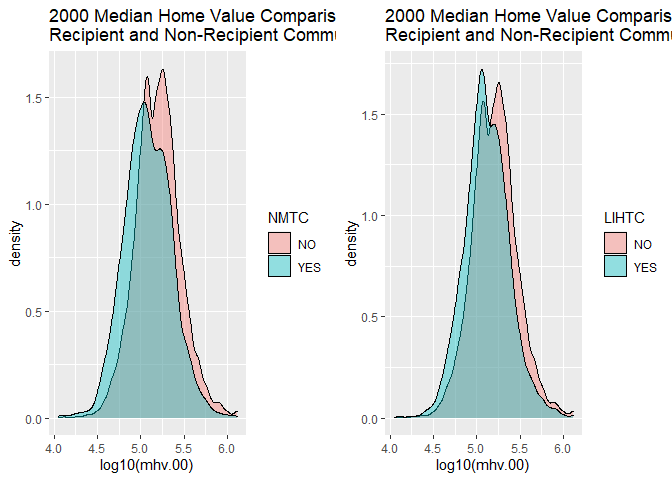 2000 Median Home Value Comparis
Recipient and Non-Recipient Commu
1.5
1.0
0.5
0.0
density
4.0 4.5 5.0 5.5 6.0
log10(mhv.00)
NMTC
NO
YES
2000 Median Home Value Comparis
Recipient and Non-Recipient Commu
1.5
1.0
0.5
0.0
density
4.0 4.5 5.0 5.5 6.0
log10(mhv.00)
LIHTC
NO
YES